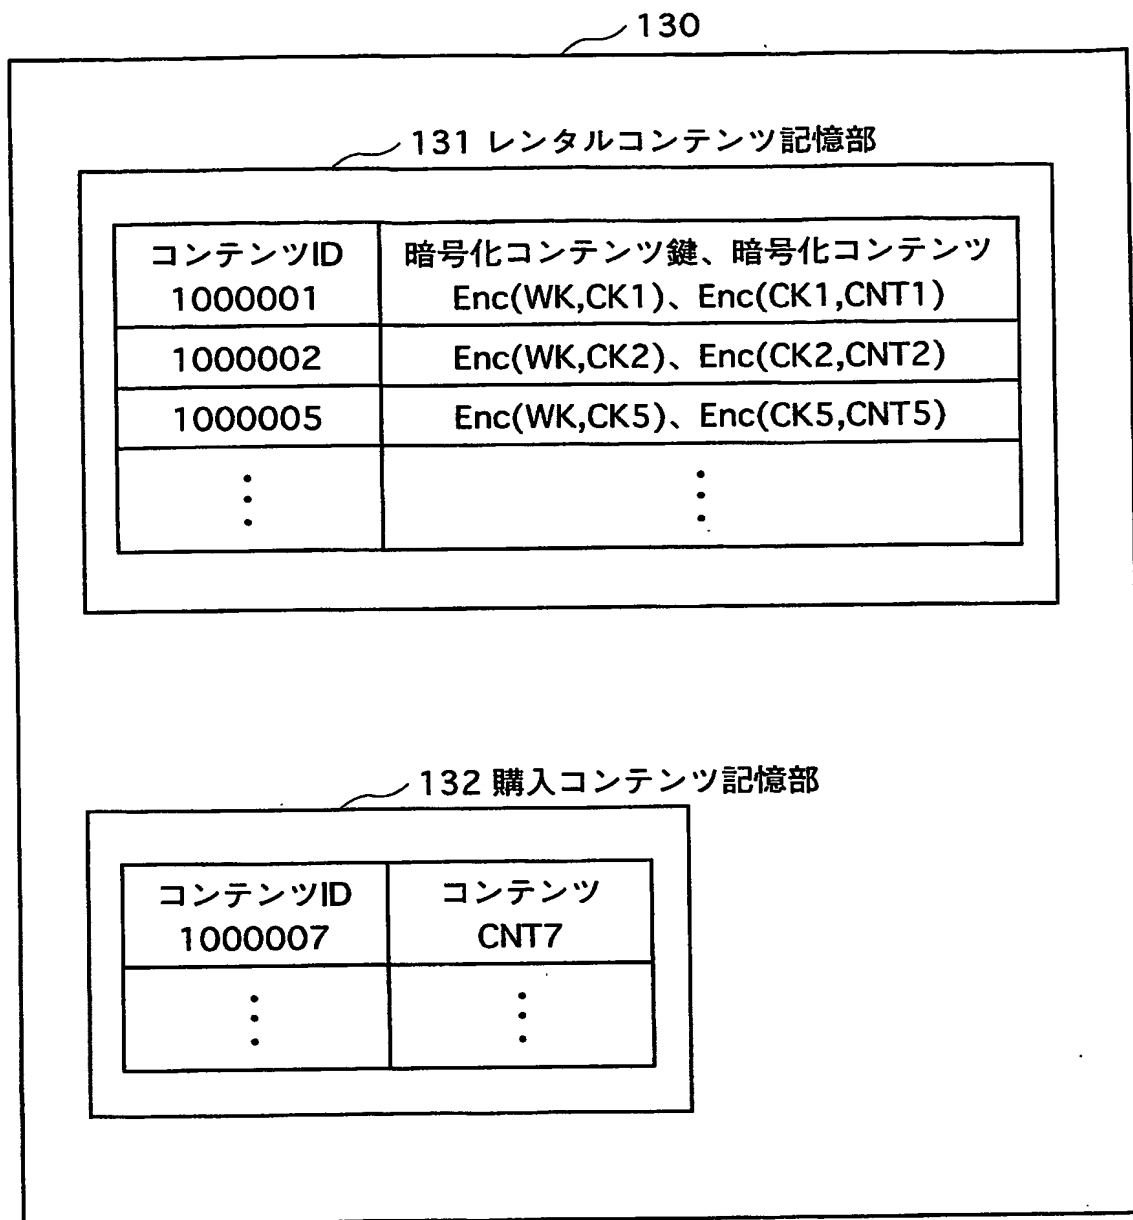 130
131 レンタルコンテンツ記憶部
コンテンツID 暗号化コンテンツ鍵、暗号化コンテンツ
1000001 Enc(WK,CK1)、Enc(CK1,CNT1)
1000002 Enc(WK,CK2)、Enc(CK2,CNT2)
1000005 Enc(WK,CK5)、Enc(CK5,CNT5)
132 購入コンテンツ記憶部
コンテンツID コンテンツ
1000007 CNT7